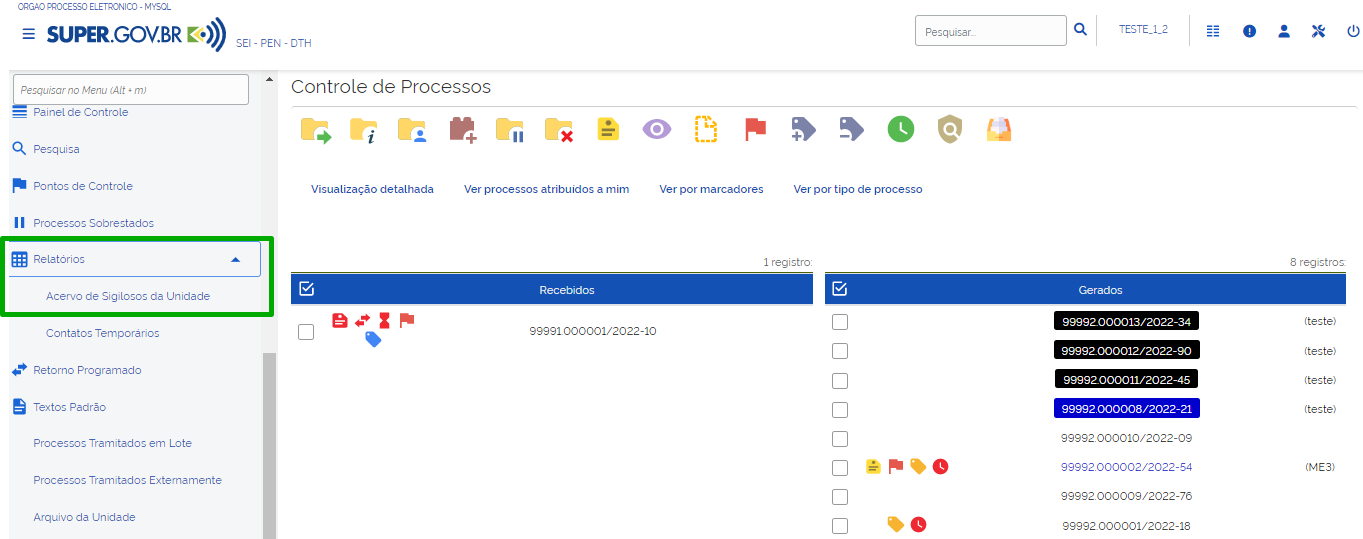 ORGAO PROCESSO ELETRONICO - MYSQL
SUPER.GOV.BR
SEI - PEN - DTH
Pesquisar...
TESTE_1_2
Pesquisar no Menu (Alt + m)
Painel de Controle
Pesquisa
Pontos de Controle
Processos Sobrestados
Relatórios
Acervo de Sigilosos da Unidade
Contatos Temporários
Retorno Programado
Textos Padrão
Processos Tramitados em Lote
Processos Tramitados Externamente
Arquivo da Unidade
Controle de Processos
Visualização detalhada
Ver processos atribuídos a mim
Ver por marcadores
Ver por tipo de processo
1 registro:
Recebidos
99991.000001/2022-10
8 registros:
Gerados
99992.000013/2022-34 (teste)
99992.000012/2022-90 (teste)
99992.000011/2022-45 (teste)
99992.000008/2022-21 (teste)
99992.000010/2022-09
99992.000002/2022-54 (ME3)
99992.000009/2022-76
99992.000001/2022-18